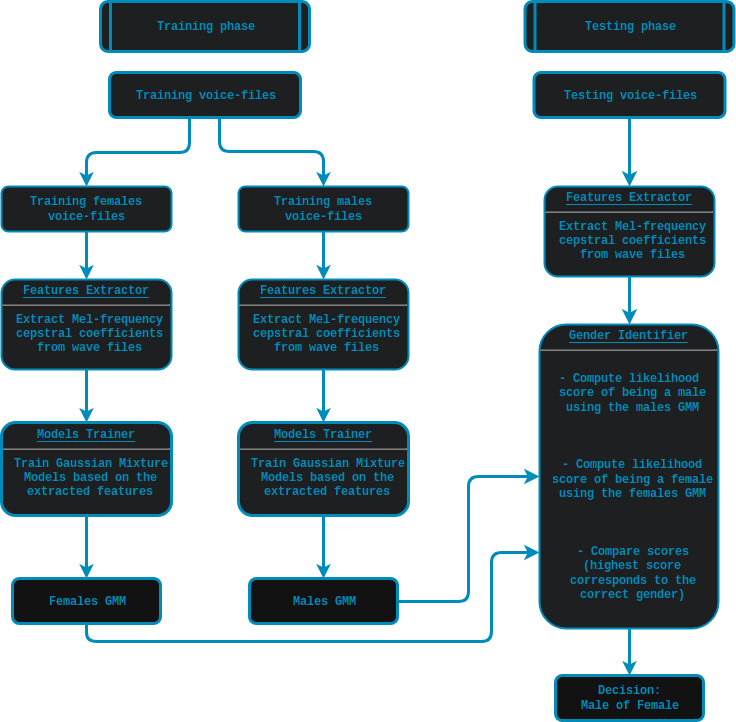 Training phase
Testing phase
Training voice-files
Testing voice-files
Training females
voice-files
Training males
voice-files
Features Extractor
Extract Mel-frequency
cepstral coefficients
from wave files
Features Extractor
Extract Mel-frequency
cepstral coefficients
from wave files
Features Extractor
Extract Mel-frequency
cepstral coefficients
from wave files
Models Trainer
Train Gaussian Mixture
Models based on the
extracted features
Models Trainer
Train Gaussian Mixture
Models based on the
extracted features
Gender Identifier
- Compute likelihood
score of being a male
using the males GMM
- Compute likelihood
score of being a female
using the females GMM
- Compare scores
(highest score
corresponds to the
correct gender)
Females GMM
Males GMM
Decision:
Male of Female